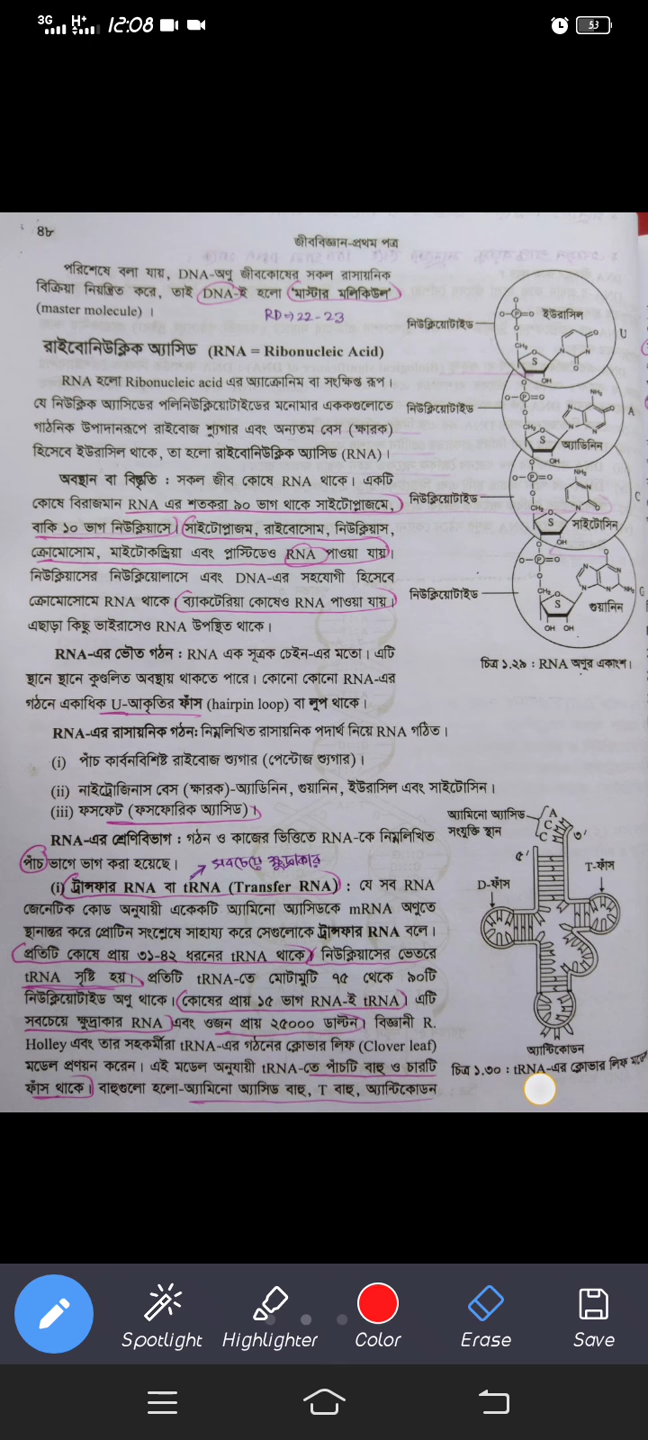 3G H+ 12:08 53
৪৮
জীববিজ্ঞান-প্রথম পত্র
পরিশেষে বলা যায়, DNA-অণু জীবকোষের সকল রাসায়নিক
বিক্রিয়া নিয়ন্ত্রিত করে, তাই DNA-ই হলো 'মাস্টার মলিকিউল'
(master molecule) ।
RD⇒22-23
রাইবোনিউক্লিক অ্যাসিড (RNA = Ribonucleic Acid)
RNA হলো Ribonucleic acid এর অ্যাক্রোনিম বা সংক্ষিপ্ত রূপ।
যে নিউক্লিক অ্যাসিডের পলিনিউক্লিয়োটাইডের মনোমার এককগুলোতে
গাঠনিক উপাদানরূপে রাইবোজ শ্যুগার এবং অন্যতম বেস (ক্ষারক)
হিসেবে ইউরাসিল থাকে, তা হলো রাইবোনিউক্লিক অ্যাসিড (RNA) ।
অবস্থান বা বিস্তৃতি : সকল জীব কোষে RNA থাকে। একটি
কোষে বিরাজমান RNA এর শতকরা ৯০ ভাগ থাকে সাইটোপ্লাজমে,
বাকি ১০ ভাগ নিউক্লিয়াসে। সাইটোপ্লাজম, রাইবোসোম, নিউক্লিয়াস,
ক্রোমোসোম, মাইটোকন্ড্রিয়া এবং প্লাস্টিডেও RNA পাওয়া যায়।
নিউক্লিয়াসের নিউক্লিয়োলাসে এবং DNA-এর সহযোগী হিসেবে
ক্রোমোসোমে RNA থাকে। ব্যাকটেরিয়া কোষেও RNA পাওয়া যায়।
এছাড়া কিছু ভাইরাসেও RNA উপস্থিত থাকে।
RNA-এর ভৌত গঠন : RNA এক সূত্রক চেইন-এর মতো। এটি
স্থানে স্থানে কুণ্ডলিত অবস্থায় থাকতে পারে। কোনো কোনো RNA-এর
গঠনে একাধিক U-আকৃতির ফাঁস (hairpin loop) বা লুপ থাকে।
নিউক্লিয়োটাইড
ইউরাসিল
U
নিউক্লিয়োটাইড
অ্যাডিনিন
A
নিউক্লিয়োটাইড
সাইটোসিন
C
নিউক্লিয়োটাইড
গুয়ানিন
G
চিত্র ১.২৯ : RNA অণুর একাংশ।
RNA-এর রাসায়নিক গঠন: নিম্নলিখিত রাসায়নিক পদার্থ নিয়ে RNA গঠিত।
(i) পাঁচ কার্বনবিশিষ্ট রাইবোজ শ্যুগার (পেন্টোজ শ্যুগার)।
(ii) নাইট্রোজিনাস বেস (ক্ষারক)-অ্যাডিনিন, গুয়ানিন, ইউরাসিল এবং সাইটোসিন।
(iii) ফসফেট (ফসফোরিক অ্যাসিড)।
RNA-এর শ্রেণিবিভাগ : গঠন ও কাজের ভিত্তিতে RNA-কে নিম্নলিখিত
পাঁচ ভাগে ভাগ করা হয়েছে।
সবচেয়ে ক্ষুদ্রাকার
(i) ট্রান্সফার RNA বা tRNA (Transfer RNA) : যে সব RNA
জেনেটিক কোড অনুযায়ী একেকটি অ্যামিনো অ্যাসিডকে mRNA অণুতে
স্থানান্তর করে প্রোটিন সংশ্লেষে সাহায্য করে সেগুলোকে ট্রান্সফার RNA বলে।
প্রতিটি কোষে প্রায় ৩১-৪২ ধরনের tRNA থাকে। নিউক্লিয়াসের ভেতরে
tRNA সৃষ্টি হয়। প্রতিটি tRNA-তে মোটামুটি ৭৫ থেকে ৯০টি
নিউক্লিয়োটাইড অণু থাকে। কোষের প্রায় ১৫ ভাগ RNA-ই tRNA। এটি
সবচেয়ে ক্ষুদ্রাকার RNA এবং ওজন প্রায় ২৫০০০ ডাল্টন। বিজ্ঞানী R.
Holley এবং তার সহকর্মীরা tRNA-এর গঠনের ক্লোভার লিফ (Clover leaf)
মডেল প্রণয়ন করেন। এই মডেল অনুযায়ী tRNA-তে পাঁচটি বাহু ও চারটি
ফাঁস থাকে। বাহুগুলো হলো-অ্যামিনো অ্যাসিড বাহু, T বাহু, অ্যান্টিকোডন
অ্যামিনো অ্যাসিড
সংযুক্তি স্থান
A
C
C
৩′
৫′
D-ফাঁস
T-ফাঁস
অ্যান্টিকোডন
চিত্র ১.৩০ : tRNA-এর ক্লোভার লিফ
Spotlight
Highlighter
Color
Erase
Save